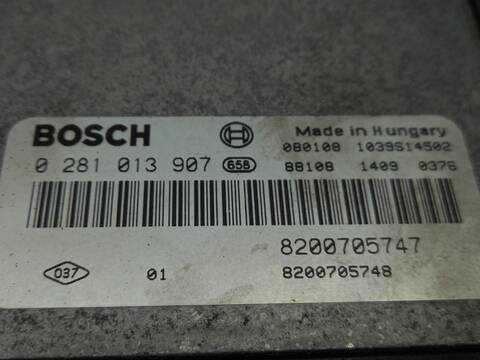 BOSCH
Made in Hungary
080108 1039S14502
0 281 013 907 658
88108 1409 0376
8200705747
037 01 8200705748